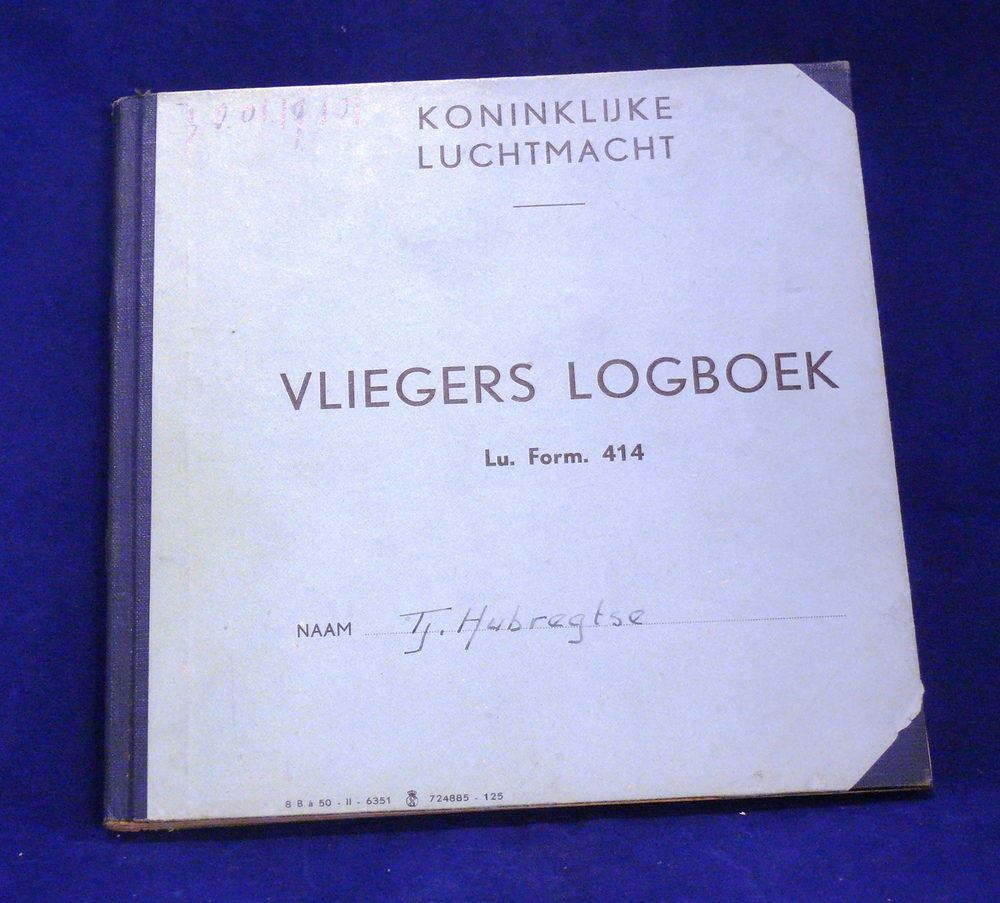 KONINKLIJKE
LUCHTMACHT
VLIEGERS LOGBOEK
Lu. Form. 414
NAAM Tj. Hubregtse
8 B à 50 - II - 6351 724885 - 125